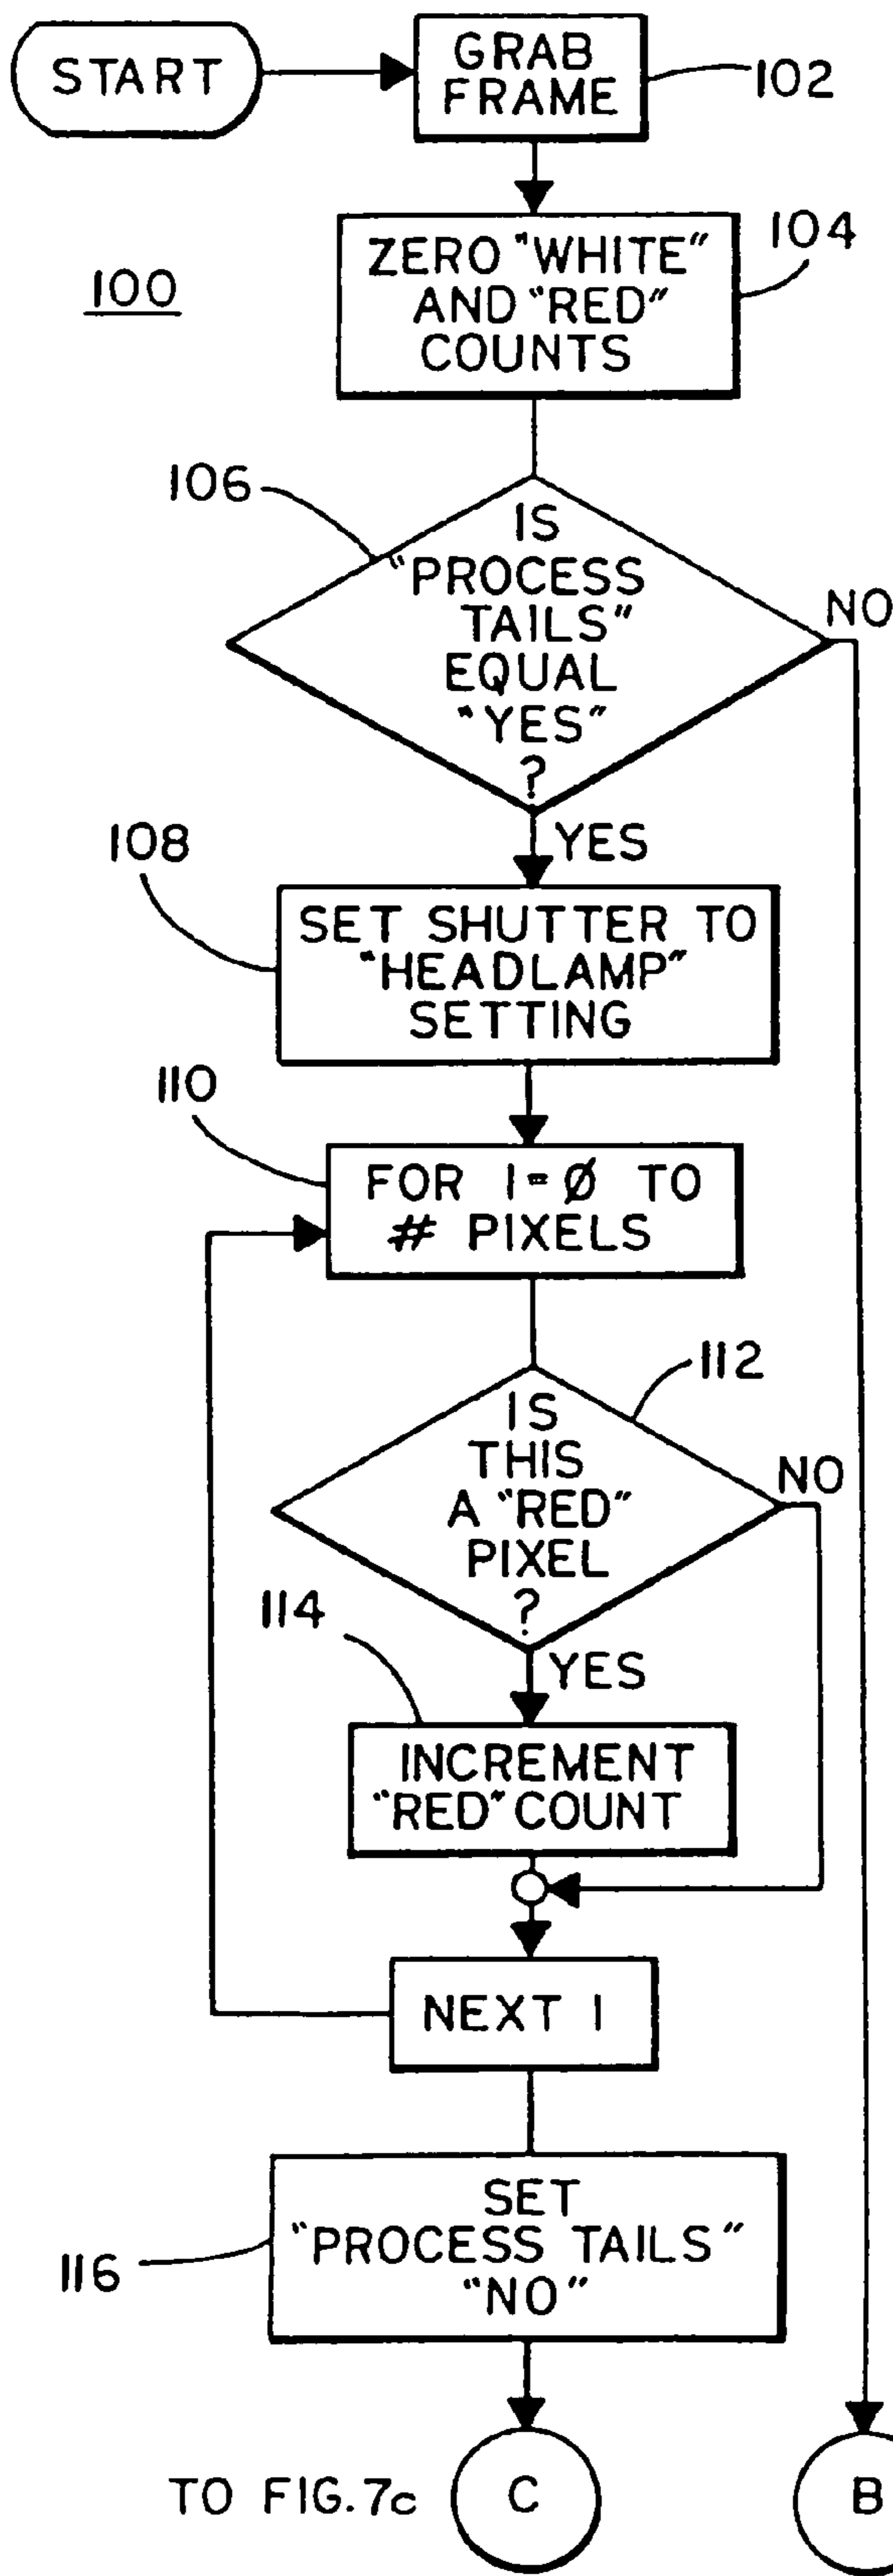 START
GRAB
FRAME
102
100
ZERO "WHITE"
AND "RED"
COUNTS
104
106
IS
"PROCESS
TAILS"
EQUAL
"YES"
?
NO
YES
108
SET SHUTTER TO
"HEADLAMP"
SETTING
110
FOR I=Ø TO
# PIXELS
112
IS
THIS
A "RED"
PIXEL
?
NO
YES
114
INCREMENT
"RED" COUNT
NEXT I
116
SET
"PROCESS TAILS"
"NO"
TO FIG.7c
C
B